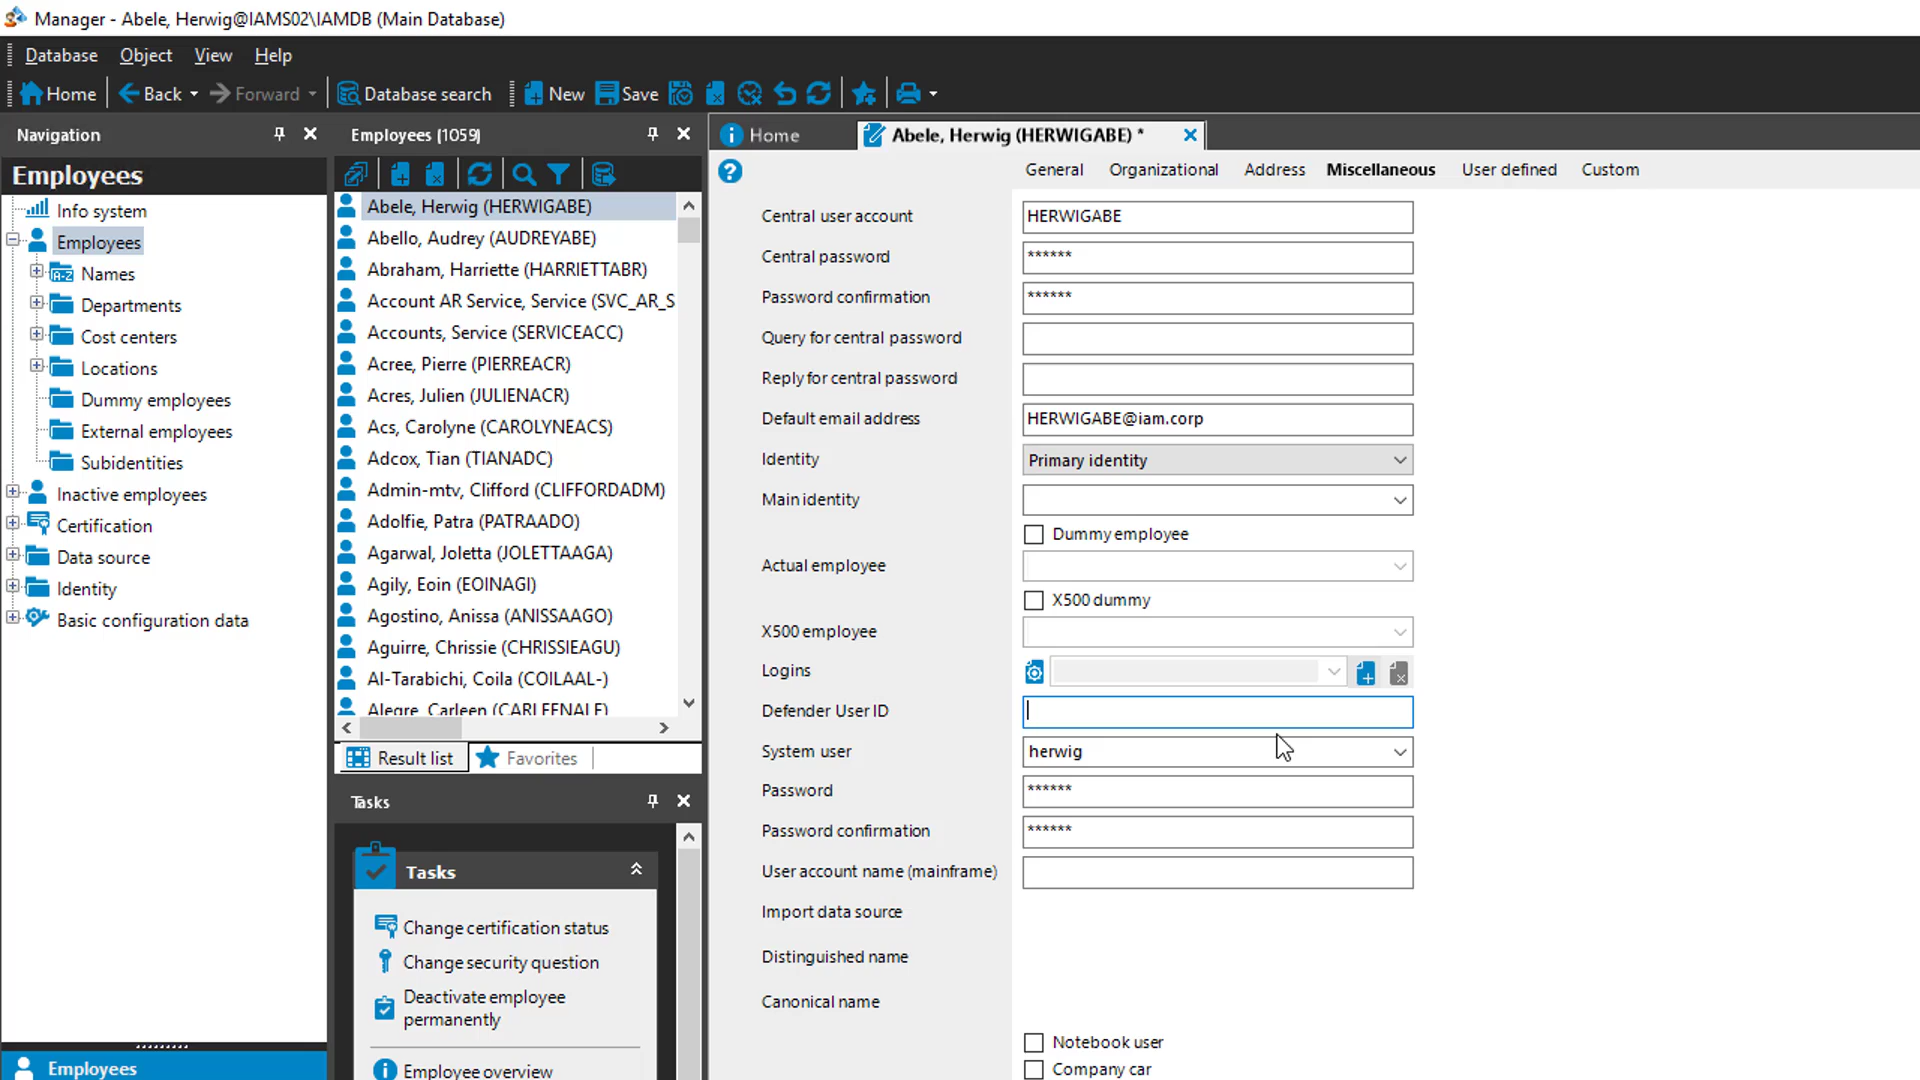 Manager - Abele, Herwig@IAMS02\IAMDB (Main Database)
Database Object View Help
Home Back Forward Database search New Save
Navigation
Employees
Info system
Employees
Names
Departments
Cost centers
Locations
Dummy employees
External employees
Subidentities
Inactive employees
Certification
Data source
Identity
Basic configuration data
Employees
Employees (1059)
Abele, Herwig (HERWIGABE)
Abello, Audrey (AUDREYABE)
Abraham, Harriette (HARRIETTABR)
Account AR Service, Service (SVC_AR_S
Accounts, Service (SERVICEACC)
Acree, Pierre (PIERREACR)
Acres, Julien (JULIENACR)
Acs, Carolyne (CAROLYNEACS)
Adcox, Tian (TIANADC)
Admin-mtv, Clifford (CLIFFORDADM)
Adolfie, Patra (PATRAADO)
Agarwal, Joletta (JOLETTAAGA)
Agily, Eoin (EOINAGI)
Agostino, Anissa (ANISSAAGO)
Aguirre, Chrissie (CHRISSIEAGU)
Al-Tarabichi, Coila (COILAAL-)
Alegre, Carleen (CARLEENALE)
Result list Favorites
Tasks
Tasks
Change certification status
Change security question
Deactivate employee
permanently
Employee overview
Home Abele, Herwig (HERWIGABE) *
General Organizational Address Miscellaneous User defined Custom
Central user account HERWIGABE
Central password ******
Password confirmation ******
Query for central password
Reply for central password
Default email address HERWIGABE@iam.corp
Identity Primary identity
Main identity
Dummy employee
Actual employee
X500 dummy
X500 employee
Logins
Defender User ID
System user herwig
Password ******
Password confirmation ******
User account name (mainframe)
Import data source
Distinguished name
Canonical name
Notebook user
Company car